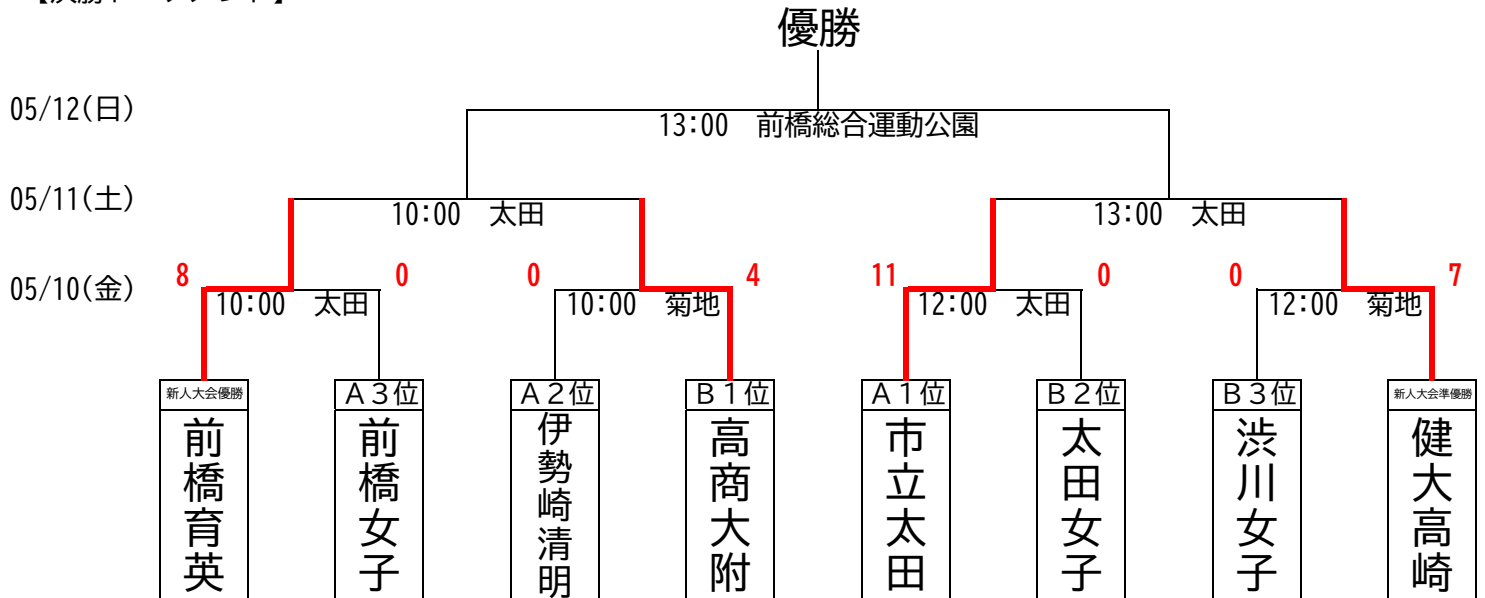 優勝
05/12(日)
13:00 前橋総合運動公園
05/11(土)
10:00 太田
13:00 太田
05/10(金)
8 0 0 4 11 0 0 7
10:00 太田
10:00 菊地
12:00 太田
12:00 菊地
新人大会優勝
A3位
A2位
B1位
A1位
B2位
B3位
新人大会準優勝
前橋育英
前橋女子
伊勢崎清明
高商大附
市立太田
太田女子
渋川女子
健大高崎